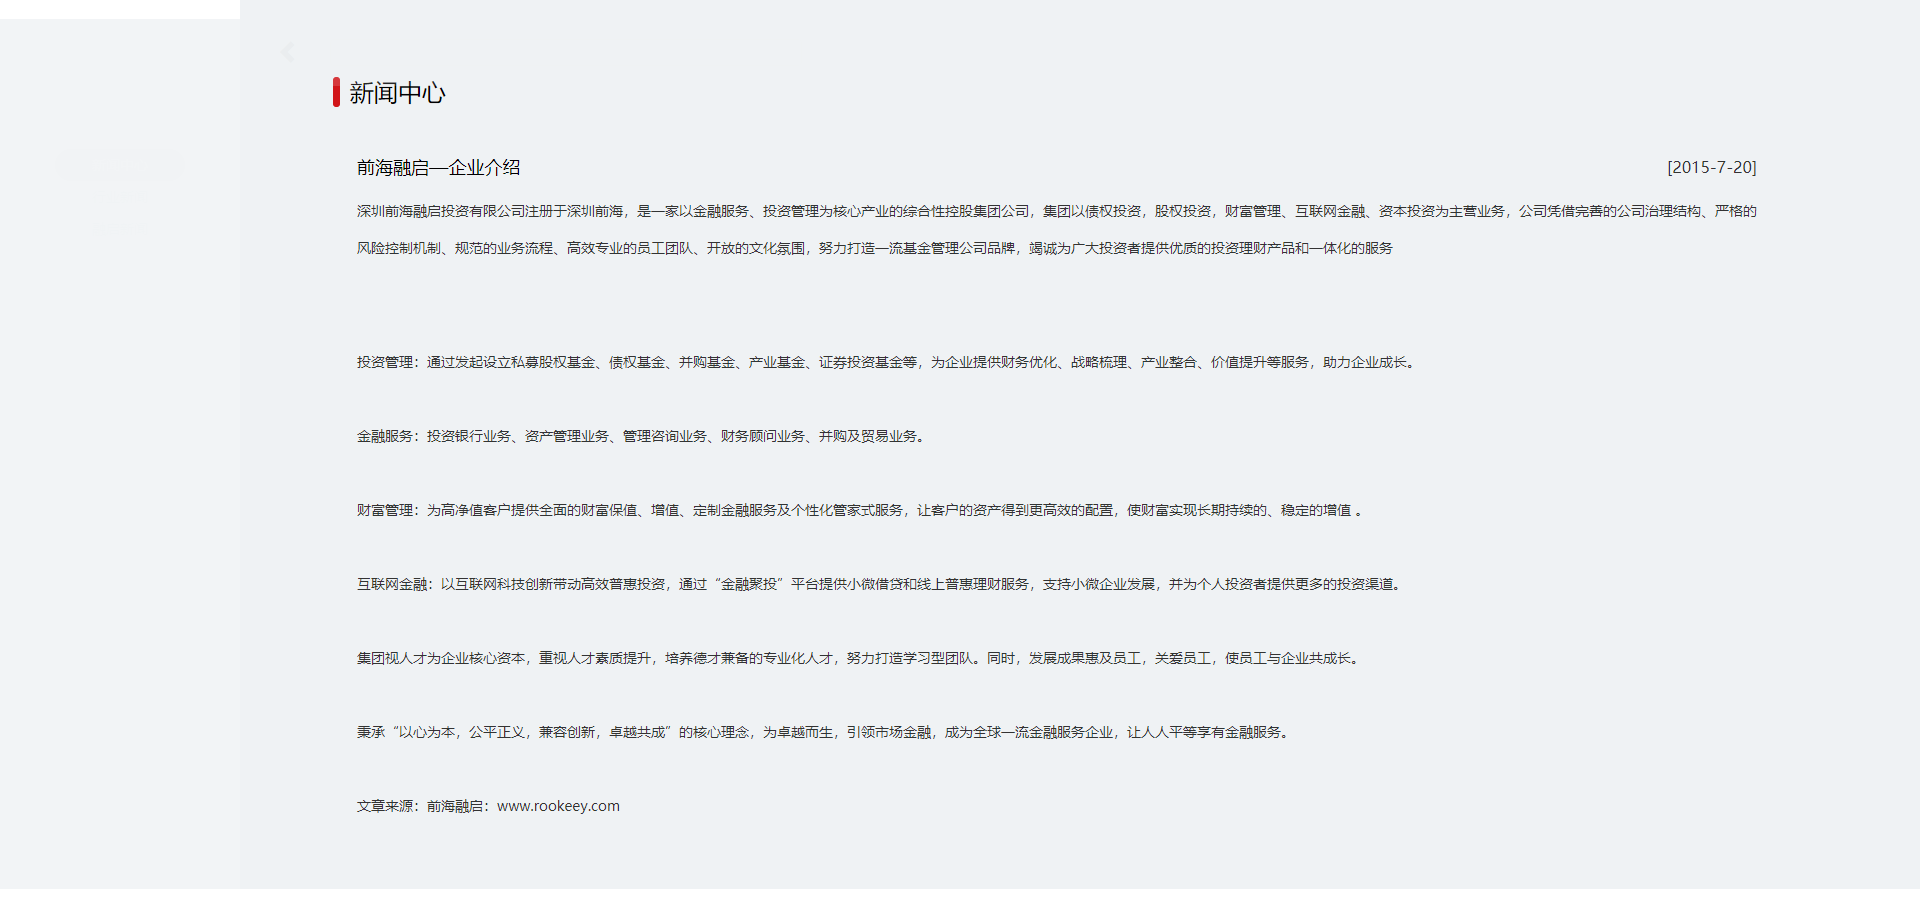 新闻中心
前海融启—企业介绍 [2015-7-20]
深圳前海融启投资有限公司注册于深圳前海，是一家以金融服务、投资管理为核心产业的综合性控股集团公司，集团以债权投资，股权投资，财富管理、互联网金融、资本投资为主营业务，公司凭借完善的公司治理结构、严格的
风险控制机制、规范的业务流程、高效专业的员工团队、开放的文化氛围，努力打造一流基金管理公司品牌，竭诚为广大投资者提供优质的投资理财产品和一体化的服务
投资管理：通过发起设立私募股权基金、债权基金、并购基金、产业基金、证券投资基金等，为企业提供财务优化、战略梳理、产业整合、价值提升等服务，助力企业成长。
金融服务：投资银行业务、资产管理业务、管理咨询业务、财务顾问业务、并购及贸易业务。
财富管理：为高净值客户提供全面的财富保值、增值、定制金融服务及个性化管家式服务，让客户的资产得到更高效的配置，使财富实现长期持续的、稳定的增值 。
互联网金融：以互联网科技创新带动高效普惠投资，通过“金融聚投”平台提供小微借贷和线上普惠理财服务，支持小微企业发展，并为个人投资者提供更多的投资渠道。
集团视人才为企业核心资本，重视人才素质提升，培养德才兼备的专业化人才，努力打造学习型团队。同时，发展成果惠及员工，关爱员工，使员工与企业共成长。
秉承“以心为本，公平正义，兼容创新，卓越共成”的核心理念，为卓越而生，引领市场金融，成为全球一流金融服务企业，让人人平等享有金融服务。
文章来源：前海融启：www.rookeey.com